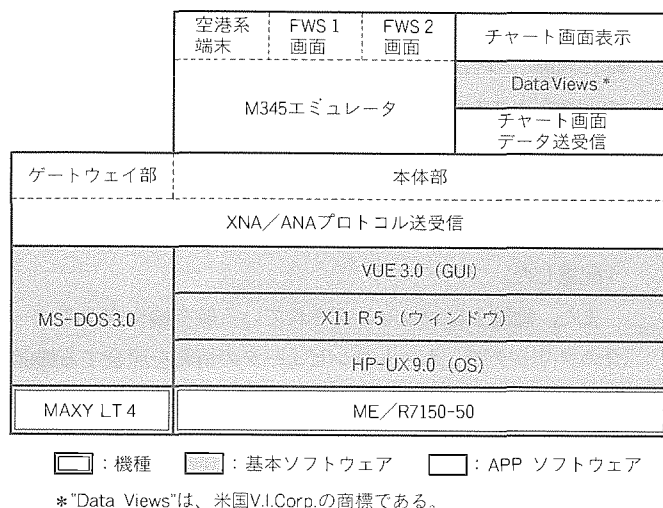 空港系
端末
FWS 1
画面
FWS 2
画面
チャート画面表示
Data Views *
M345エミュレータ
チャート画面
データ送受信
ゲートウェイ部
本体部
XNA／ANAプロトコル送受信
VUE 3.0 (GUI)
MS-DOS 3.0
X11 R 5 (ウィンドウ)
HP-UX 9.0 (OS)
MAXY LT 4
ME／R7150-50
：機種
：基本ソフトウェア
：APP ソフトウェア
*"Data Views"は、米国V.I.Corp.の商標である。